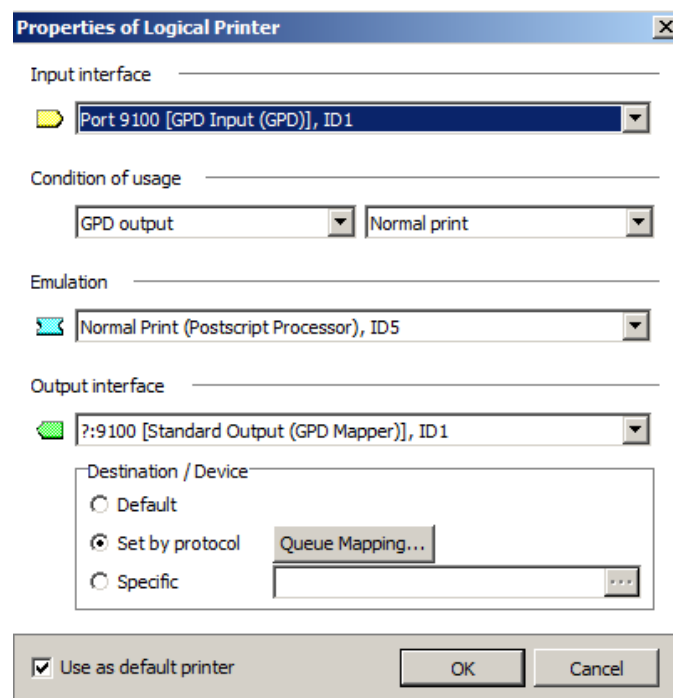 Properties of Logical Printer
Input interface
Port 9100 [GPD Input (GPD)], ID1
Condition of usage
GPD output
Normal print
Emulation
Normal Print (Postscript Processor), ID5
Output interface
?:9100 [Standard Output (GPD Mapper)], ID1
Destination / Device
Default
Set by protocol
Queue Mapping...
Specific
...
Use as default printer
OK
Cancel